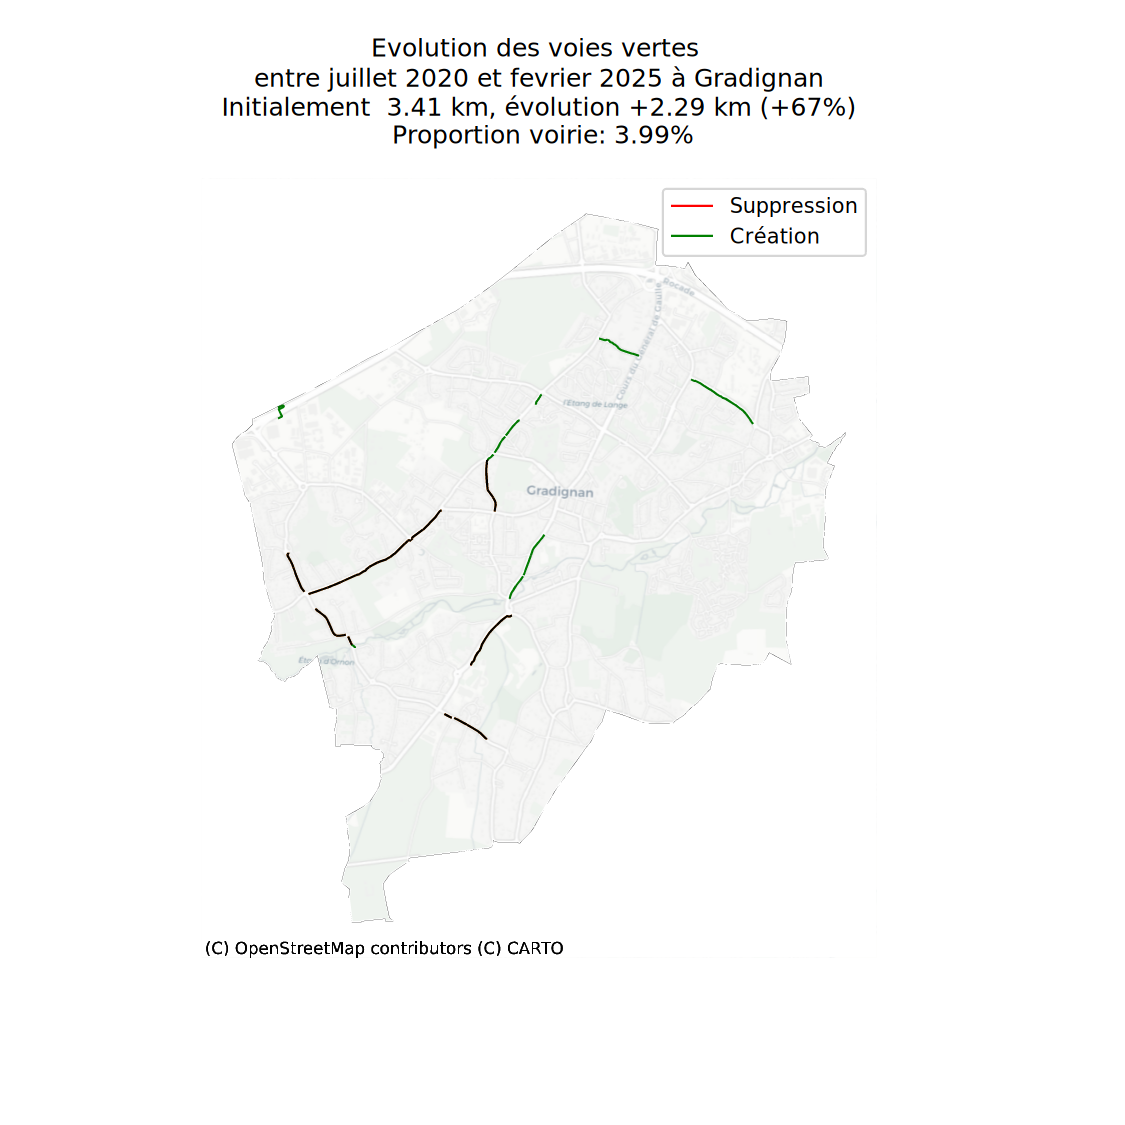 Evolution des voies vertes
entre juillet 2020 et fevrier 2025 à Gradignan
Initialement  3.41 km, évolution +2.29 km (+67%)
Proportion voirie: 3.99%
Suppression
Création
Rocade
Cours du Général de Gaulle
l'Etang de Lange
Gradignan
d'Ornon
(C) OpenStreetMap contributors (C) CARTO